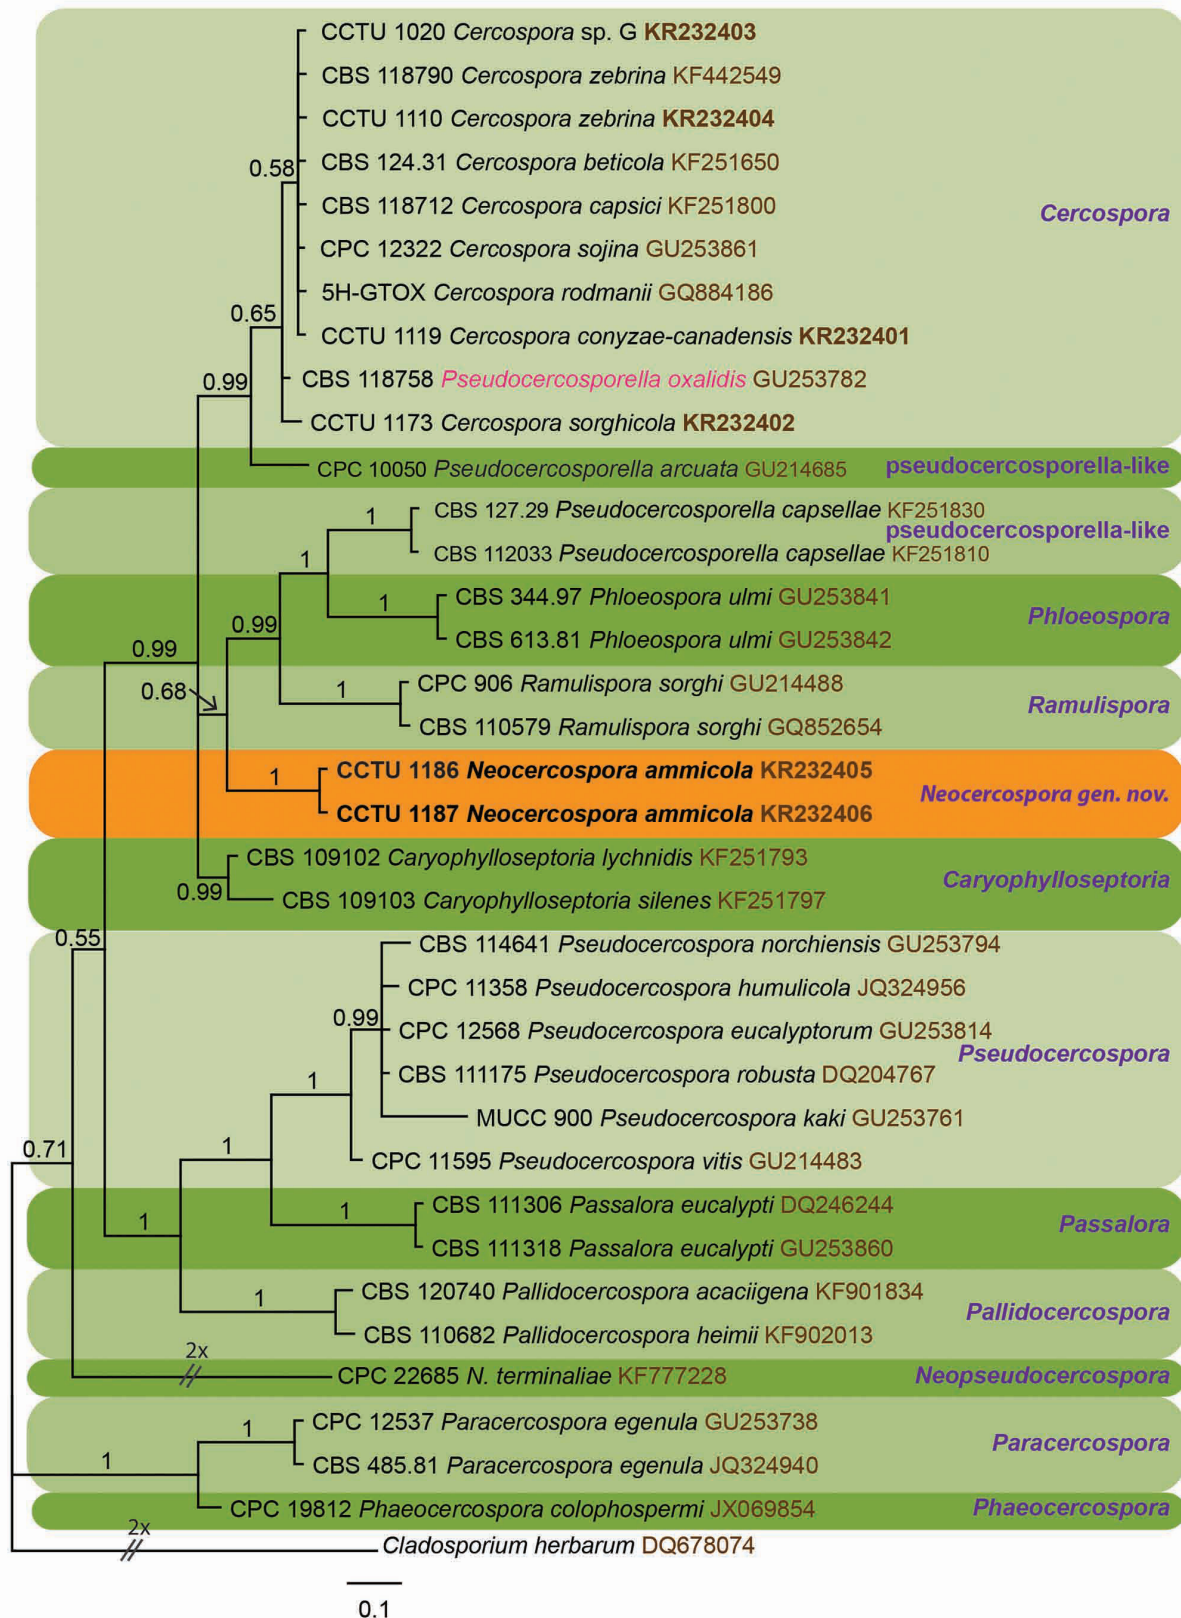 CCTU 1020 Cercospora sp. G KR232403
CBS 118790 Cercospora zebrina KF442549
CCTU 1110 Cercospora zebrina KR232404
0.58
CBS 124.31 Cercospora beticola KF251650
CBS 118712 Cercospora capsici KF251800
Cercospora
CPC 12322 Cercospora sojina GU253861
5H-GTOX Cercospora rodmanii GQ884186
0.65
CCTU 1119 Cercospora conyzae-canadensis KR232401
0.99
CBS 118758 Pseudocercosporella oxalidis GU253782
CCTU 1173 Cercospora sorghicola KR232402
CPC 10050 Pseudocercosporella arcuata GU214685
pseudocercosporella-like
1
CBS 127.29 Pseudocercosporella capsellae KF251830
pseudocercosporella-like
1
CBS 112033 Pseudocercosporella capsellae KF251810
1
CBS 344.97 Phloeospora ulmi GU253841
Phloeospora
0.99
CBS 613.81 Phloeospora ulmi GU253842
0.99
0.68
1
CPC 906 Ramulispora sorghi GU214488
Ramulispora
CBS 110579 Ramulispora sorghi GQ852654
1
CCTU 1186 Neocercospora ammicola KR232405
Neocercospora gen. nov.
CCTU 1187 Neocercospora ammicola KR232406
CBS 109102 Caryophylloseptoria lychnidis KF251793
Caryophylloseptoria
0.99
CBS 109103 Caryophylloseptoria silenes KF251797
0.55
CBS 114641 Pseudocercospora norchiensis GU253794
CPC 11358 Pseudocercospora humulicola JQ324956
0.99
CPC 12568 Pseudocercospora eucalyptorum GU253814
Pseudocercospora
1
CBS 111175 Pseudocercospora robusta DQ204767
MUCC 900 Pseudocercospora kaki GU253761
0.71
1
CPC 11595 Pseudocercospora vitis GU214483
1
1
CBS 111306 Passalora eucalypti DQ246244
Passalora
CBS 111318 Passalora eucalypti GU253860
1
CBS 120740 Pallidocercospora acaciigena KF901834
Pallidocercospora
CBS 110682 Pallidocercospora heimii KF902013
2x
CPC 22685 N. terminaliae KF777228
Neopseudocercospora
1
CPC 12537 Paracercospora egenula GU253738
Paracercospora
1
CBS 485.81 Paracercospora egenula JQ324940
CPC 19812 Phaeocercospora colophospermi JX069854
Phaeocercospora
2x
Cladosporium herbarum DQ678074
0.1